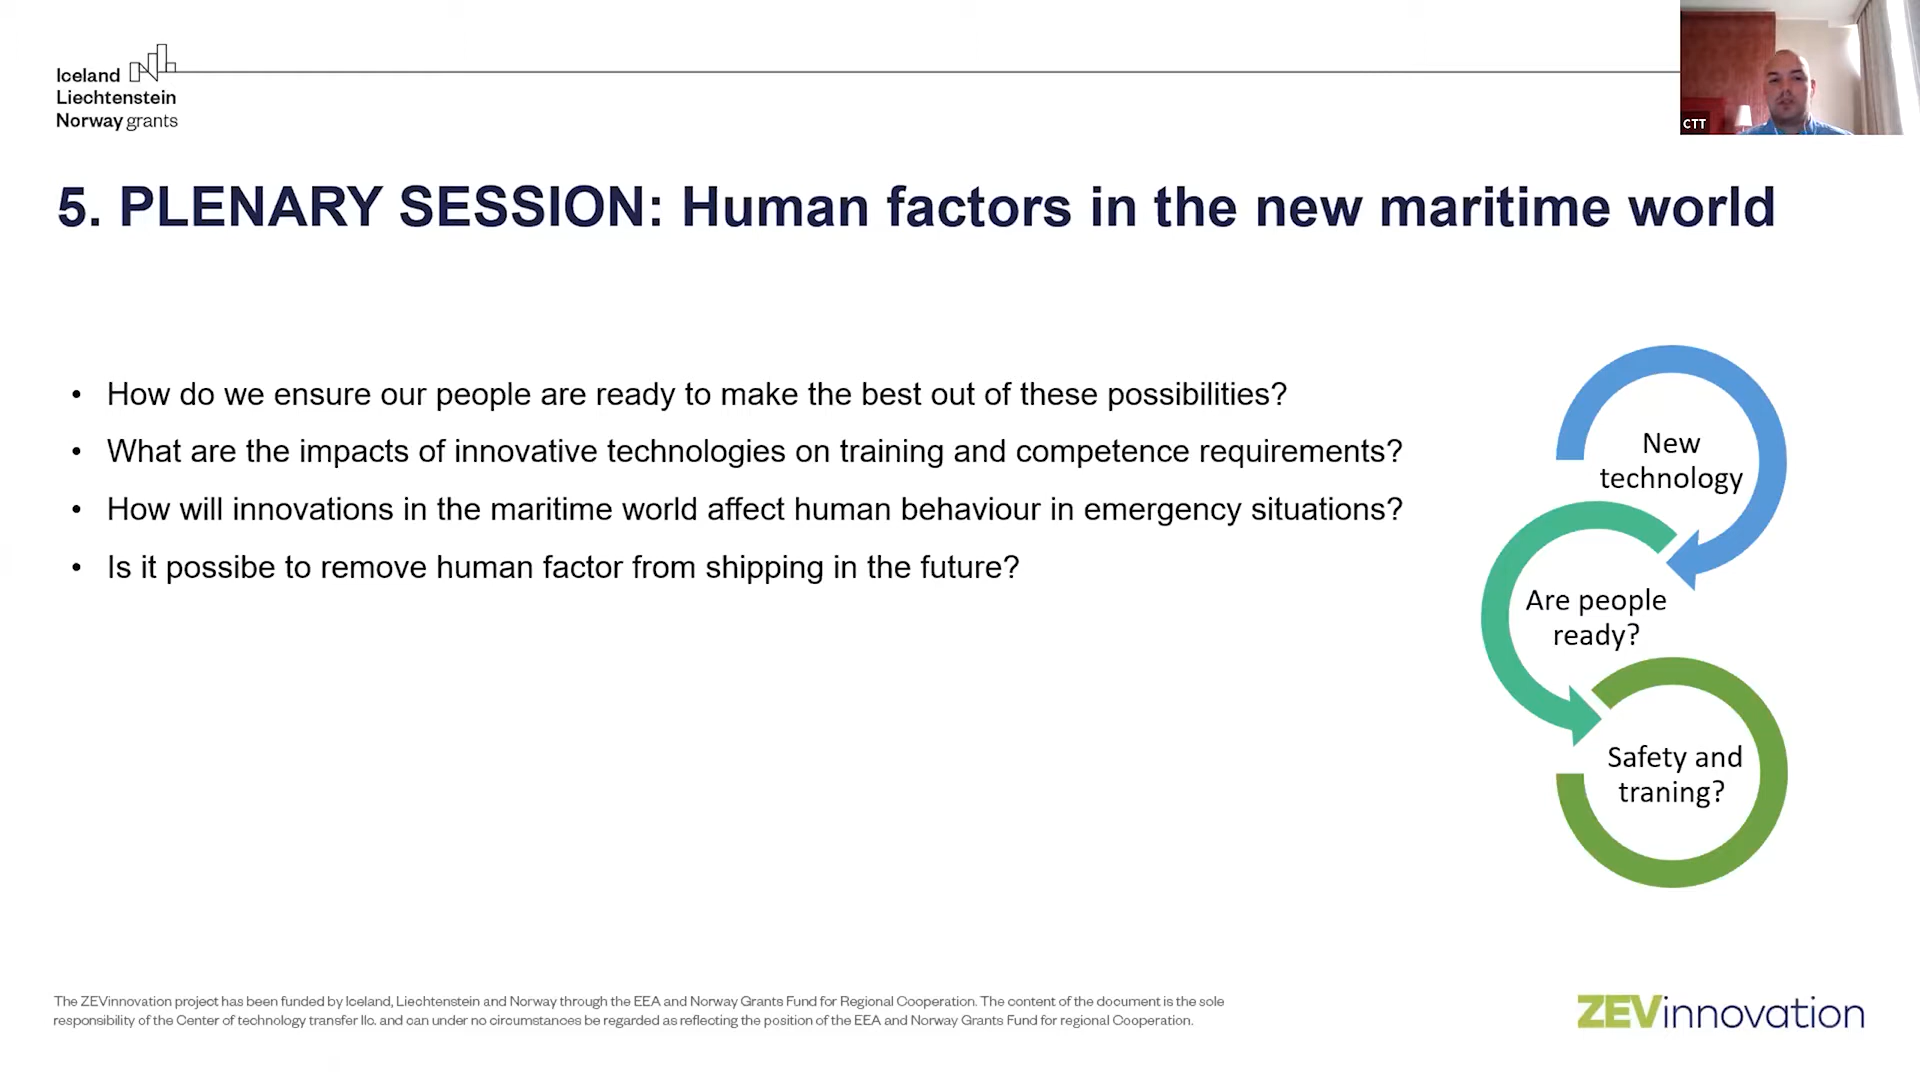 Iceland
Liechtenstein
Norway grants
CTT
5. PLENARY SESSION: Human factors in the new maritime world
• How do we ensure our people are ready to make the best out of these possibilities?
• What are the impacts of innovative technologies on training and competence requirements?
• How will innovations in the maritime world affect human behaviour in emergency situations?
• Is it possibe to remove human factor from shipping in the future?
New
technology
Are people
ready?
Safety and
traning?
The ZEVinnovation project has been funded by Iceland, Liechtenstein and Norway through the EEA and Norway Grants Fund for Regional Cooperation. The content of the document is the sole
responsibility of the Center of technology transfer llc. and can under no circumstances be regarded as reflecting the position of the EEA and Norway Grants Fund for regional Cooperation.
ZEVinnovation